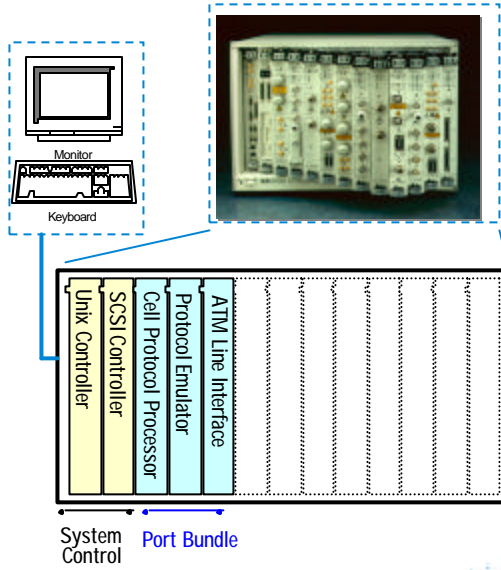 Monitor
Keyboard
Unix Controller
SCSI Controller
Cell Protocol Processor
Protocol Emulator
ATM Line Interface
System
Control
Port Bundle